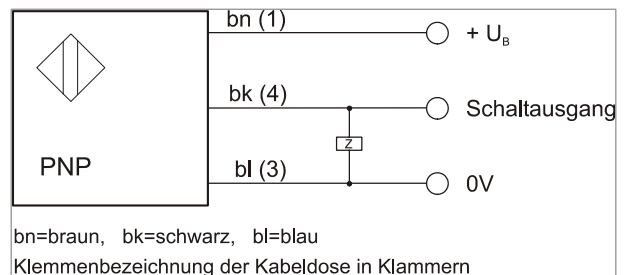 bn (1)
+ U_B
bk (4)
Schaltausgang
Z
PNP
bl (3)
0V
bn=braun, bk=schwarz, bl=blau
Klemmenbezeichnung der Kabeldose in Klammern